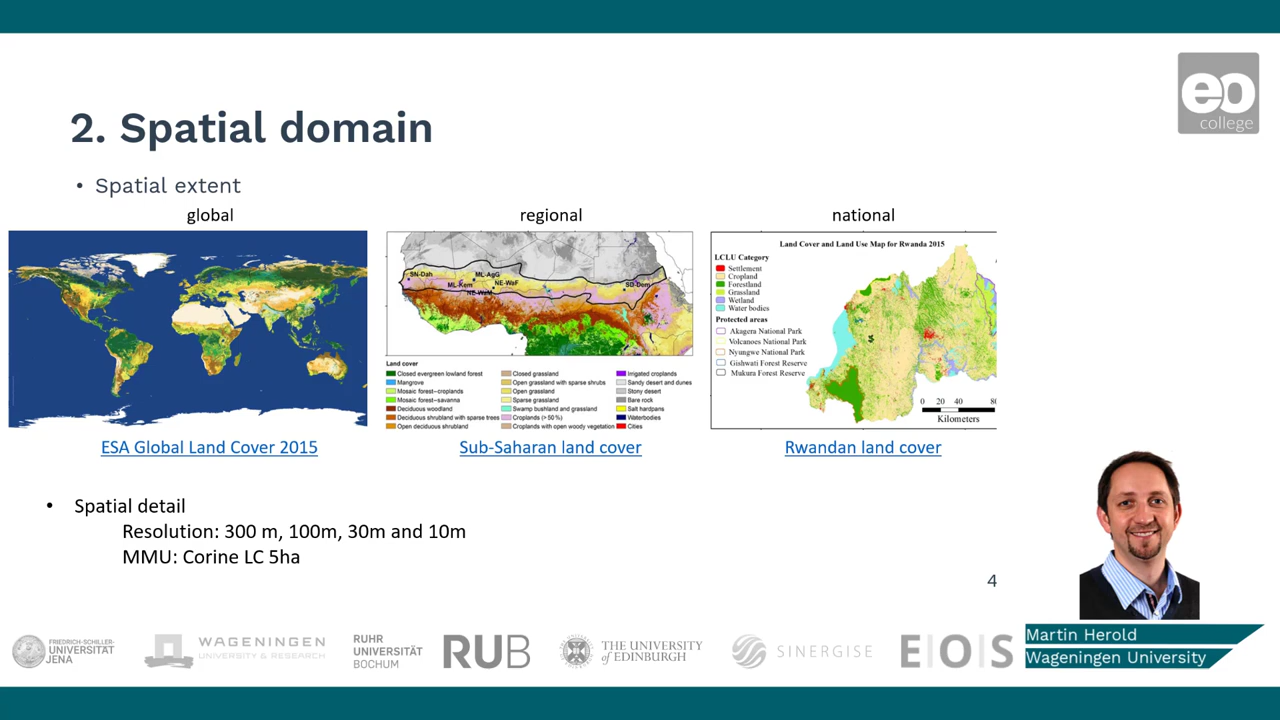 eo
college
2. Spatial domain
• Spatial extent
global
regional
national
SN-Dah
ML-AgG
ML-Kem
NE-WaF
NE-WaM
SD-Dem
Land cover
Closed evergreen lowland forest
Mangrove
Mosaic forest–croplands
Mosaic forest–savanna
Deciduous woodland
Deciduous shrubland with sparse trees
Open deciduous shrubland
Closed grassland
Open grassland with sparse shrubs
Open grassland
Sparse grassland
Swamp bushland and grassland
Croplands (>50%)
Croplands with open woody vegetation
Irrigated croplands
Sandy desert and dunes
Stony desert
Bare rock
Salt hardpans
Waterbodies
Cities
Land Cover and Land Use Map for Rwanda 2015
LCLU Category
Settlement
Cropland
Forestland
Grassland
Wetland
Water bodies
Protected areas
Akagera National Park
Volcanoes National Park
Nyungwe National Park
Gishwati Forest Reserve
Mukura Forest Reserve
0 20 40 80
Kilometers
ESA Global Land Cover 2015
Sub-Saharan land cover
Rwandan land cover
• Spatial detail
Resolution: 300 m, 100m, 30m and 10m
MMU: Corine LC 5ha
4
FRIEDRICH-SCHILLER-
UNIVERSITÄT
JENA
WAGENINGEN
UNIVERSITY & RESEARCH
RUHR
UNIVERSITÄT
BOCHUM
RUB
THE UNIVERSITY
of EDINBURGH
SINERGISE
E|O|S
Martin Herold
Wageningen University